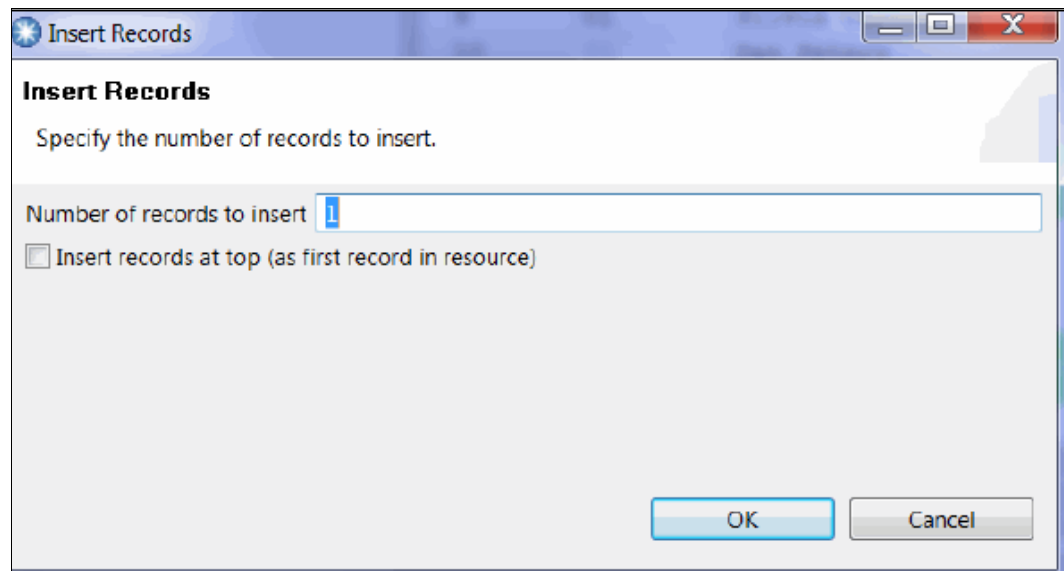 Insert Records
Insert Records
Specify the number of records to insert.
Number of records to insert 1
Insert records at top (as first record in resource)
OK Cancel